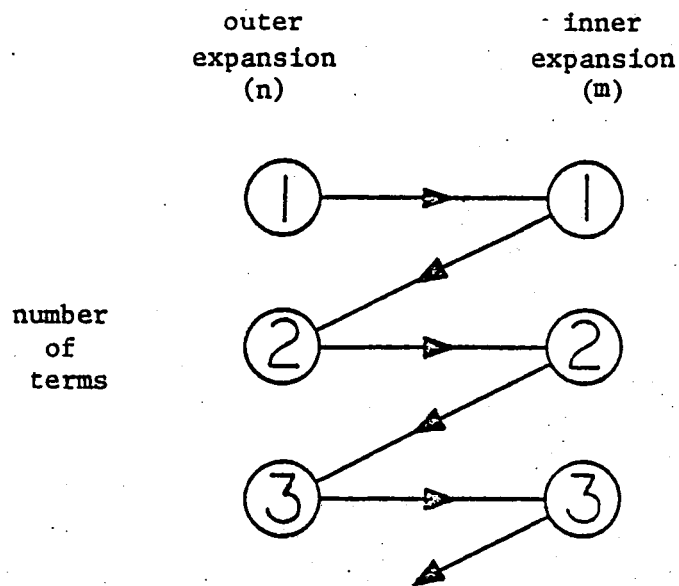 outer
expansion
(n)
inner
expansion
(m)
1
1
number
of
terms
2
2
3
3